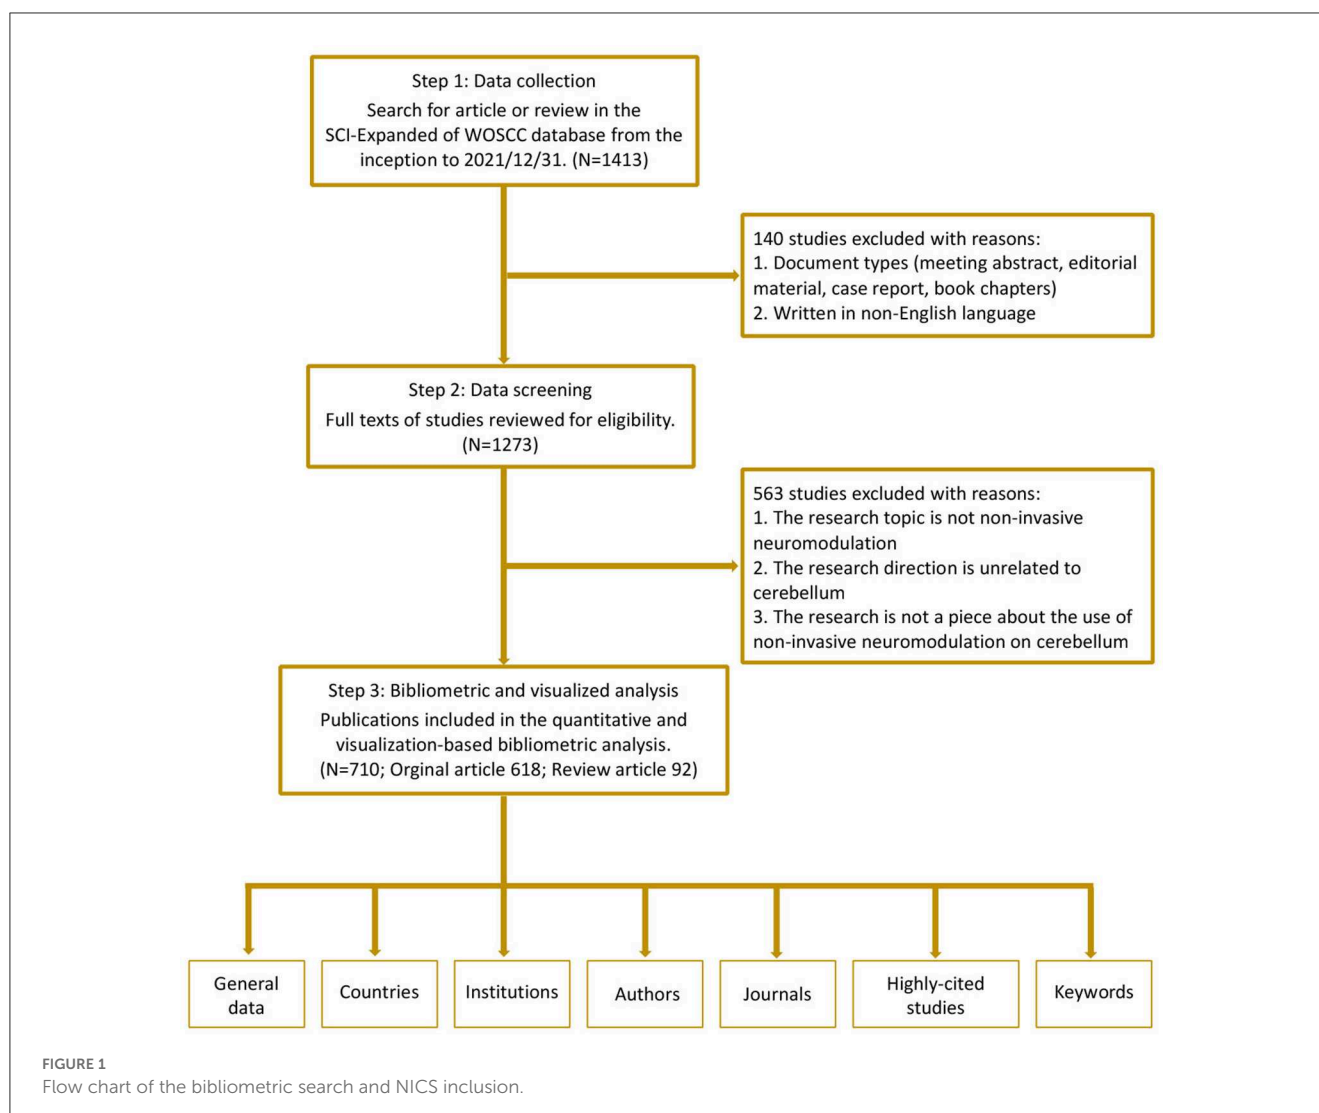 Step 1: Data collection
Search for article or review in the
SCI-Expanded of WOSCC database from the
inception to 2021/12/31. (N=1413)
140 studies excluded with reasons:
1. Document types (meeting abstract, editorial
material, case report, book chapters)
2. Written in non-English language
Step 2: Data screening
Full texts of studies reviewed for eligibility.
(N=1273)
563 studies excluded with reasons:
1. The research topic is not non-invasive
neuromodulation
2. The research direction is unrelated to
cerebellum
3. The research is not a piece about the use of
non-invasive neuromodulation on cerebellum
Step 3: Bibliometric and visualized analysis
Publications included in the quantitative and
visualization-based bibliometric analysis.
(N=710; Orginal article 618; Review article 92)
General
data
Countries
Institutions
Authors
Journals
Highly-cited
studies
Keywords
FIGURE 1
Flow chart of the bibliometric search and NICS inclusion.